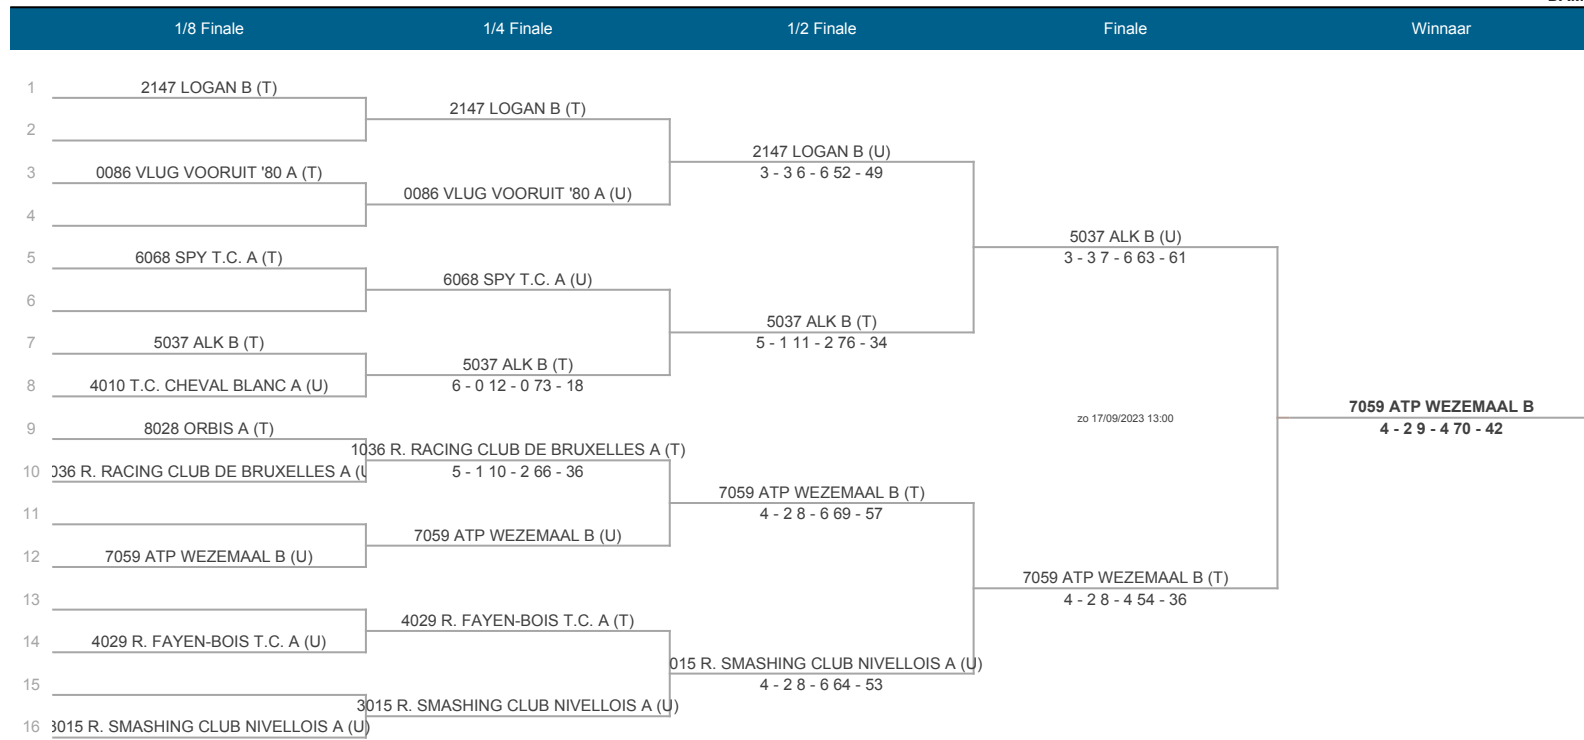 1/8 Finale 1/4 Finale 1/2 Finale Finale Winnaar
1 2147 LOGAN B (T)
2147 LOGAN B (T)
2
2147 LOGAN B (U)
3 0086 VLUG VOORUIT '80 A (T)
3 - 3 6 - 6 52 - 49
0086 VLUG VOORUIT '80 A (U)
4
5037 ALK B (U)
5 6068 SPY T.C. A (T)
3 - 3 7 - 6 63 - 61
6068 SPY T.C. A (U)
6
5037 ALK B (T)
7 5037 ALK B (T)
5 - 1 11 - 2 76 - 34
5037 ALK B (T)
8 4010 T.C. CHEVAL BLANC A (U)
6 - 0 12 - 0 73 - 18
7059 ATP WEZEMAAL B
zo 17/09/2023 13:00
9 8028 ORBIS A (T)
4 - 2 9 - 4 70 - 42
1036 R. RACING CLUB DE BRUXELLES A (T)
10 036 R. RACING CLUB DE BRUXELLES A (U
5 - 1 10 - 2 66 - 36
7059 ATP WEZEMAAL B (T)
11
4 - 2 8 - 6 69 - 57
7059 ATP WEZEMAAL B (U)
12 7059 ATP WEZEMAAL B (U)
7059 ATP WEZEMAAL B (T)
13
4 - 2 8 - 4 54 - 36
4029 R. FAYEN-BOIS T.C. A (T)
14 4029 R. FAYEN-BOIS T.C. A (U)
015 R. SMASHING CLUB NIVELLOIS A (U)
15
4 - 2 8 - 6 64 - 53
3015 R. SMASHING CLUB NIVELLOIS A (U)
16 3015 R. SMASHING CLUB NIVELLOIS A (U)